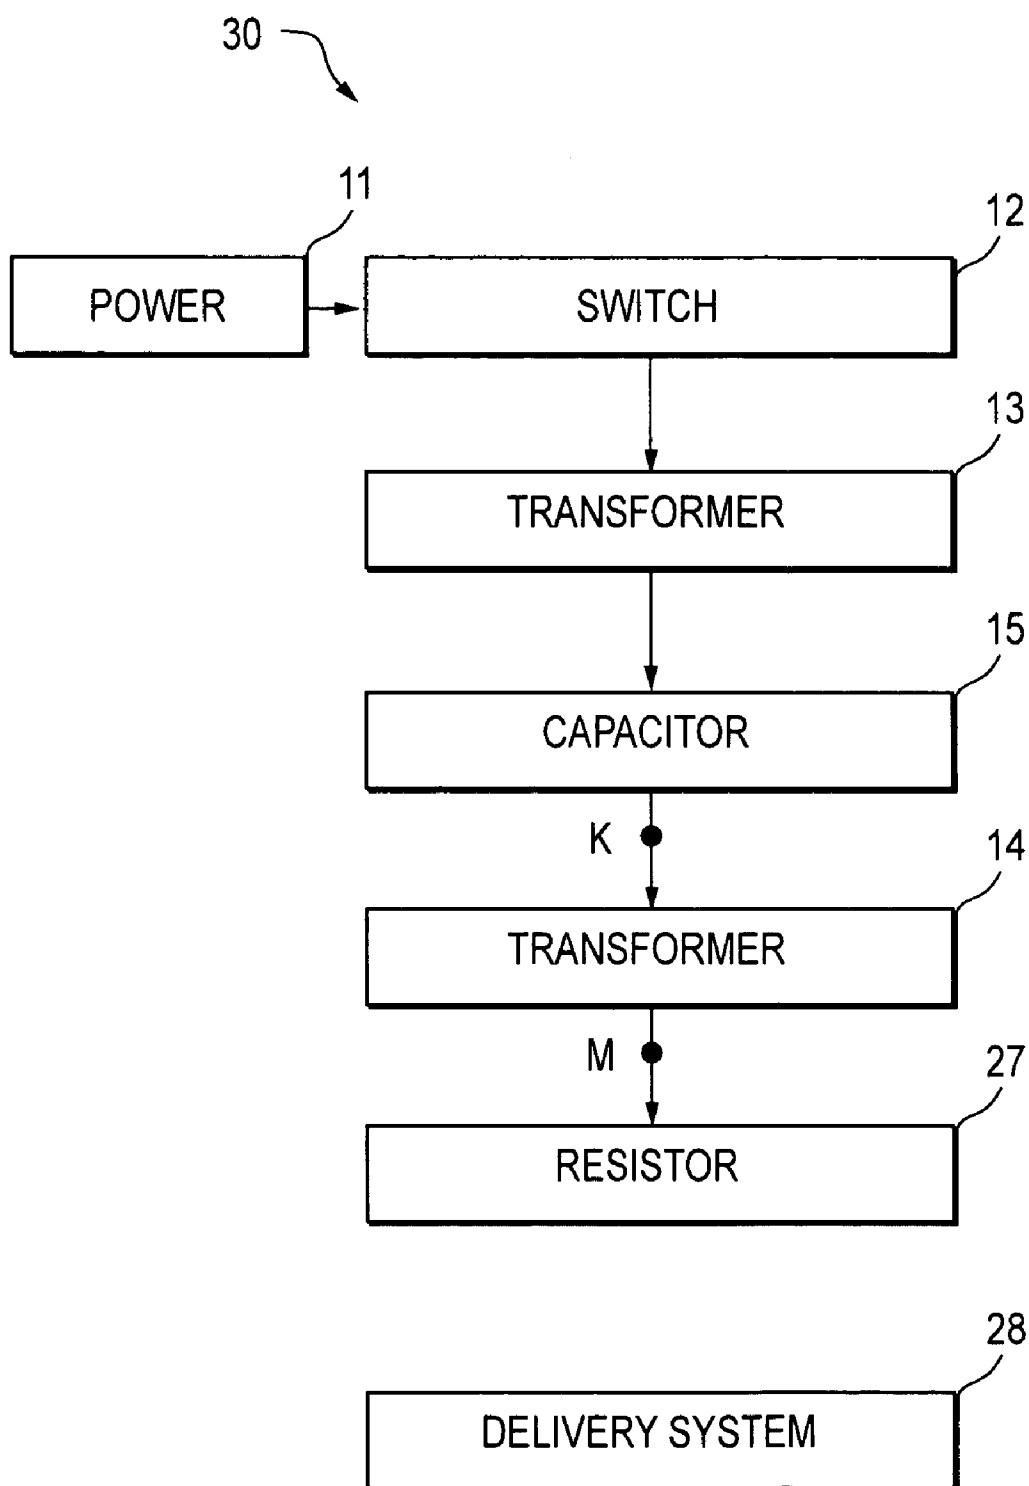 30
11
12
POWER
SWITCH
13
TRANSFORMER
15
CAPACITOR
K
14
TRANSFORMER
M
27
RESISTOR
28
DELIVERY SYSTEM